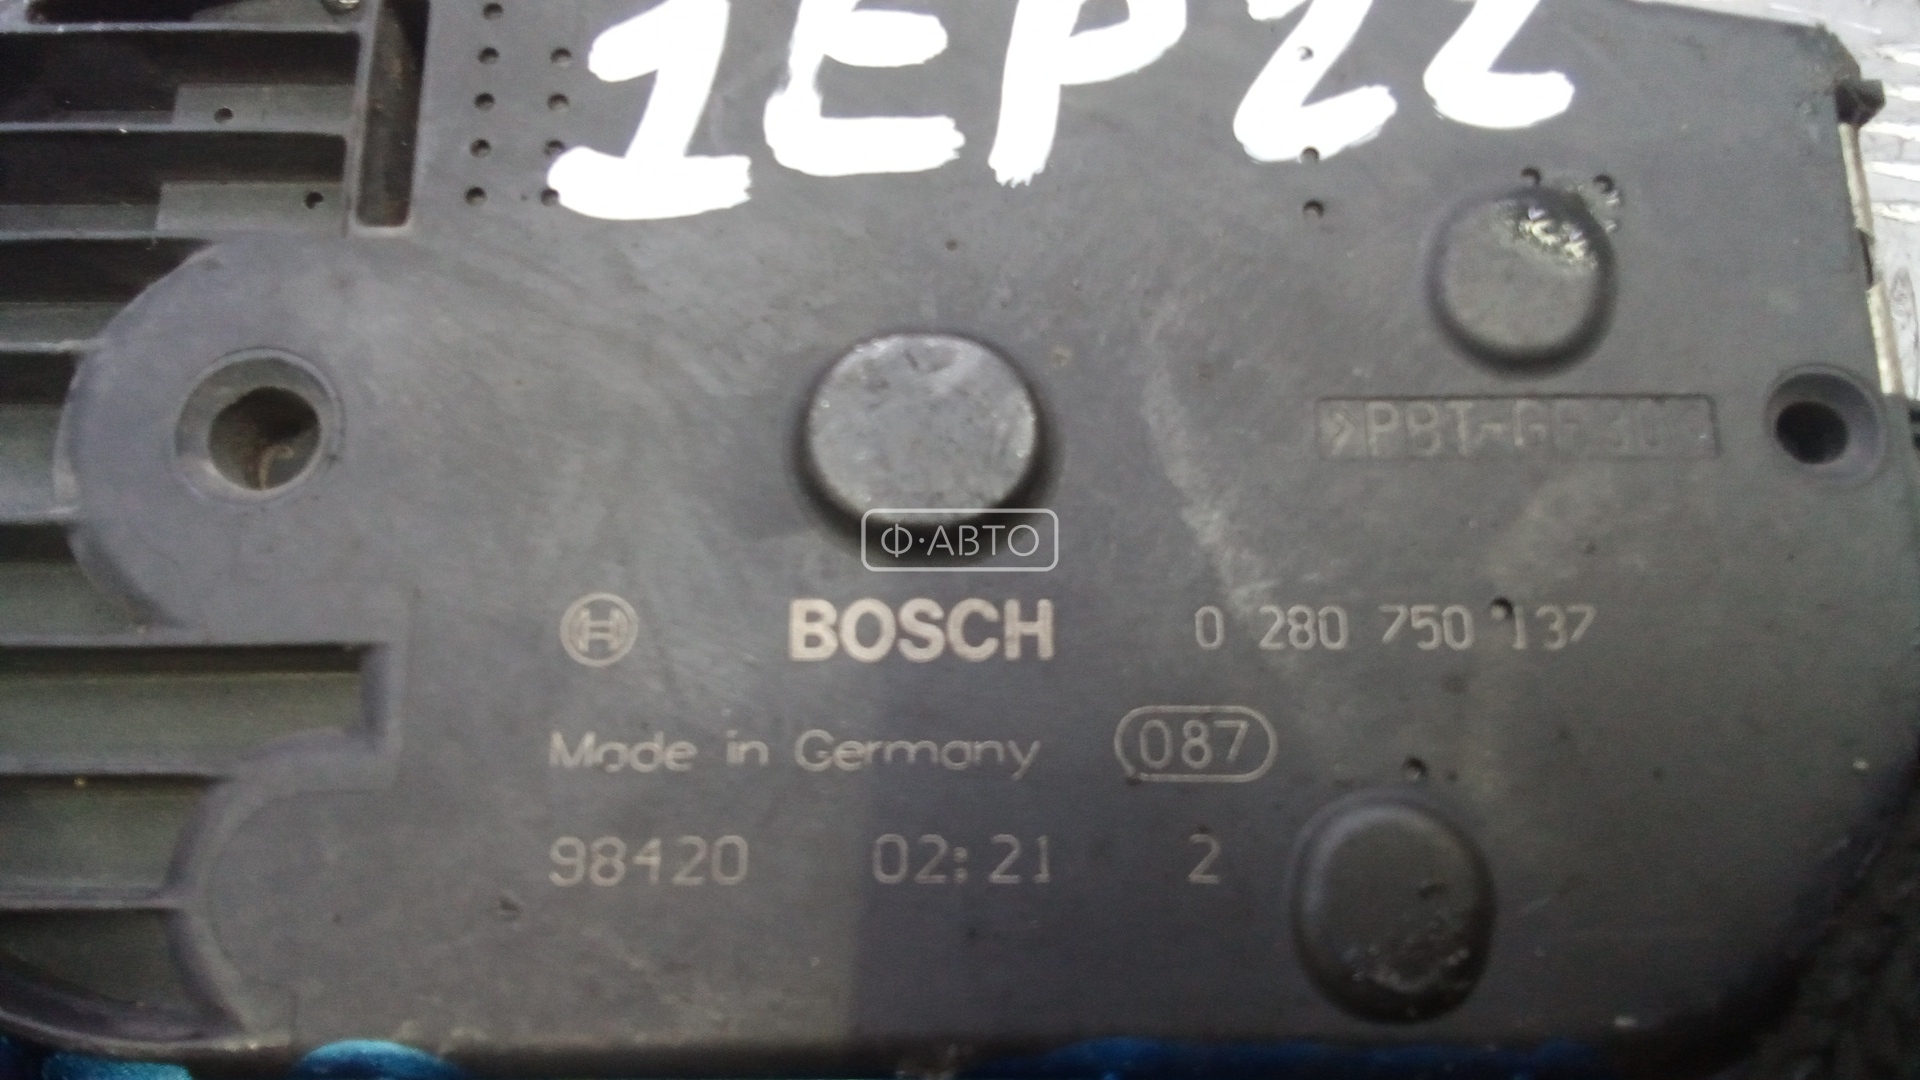 1EP22
>PBT-GF30<
Ф·АВТО
BOSCH 0 280 750 137
Made in Germany 087
98420 02:21 2